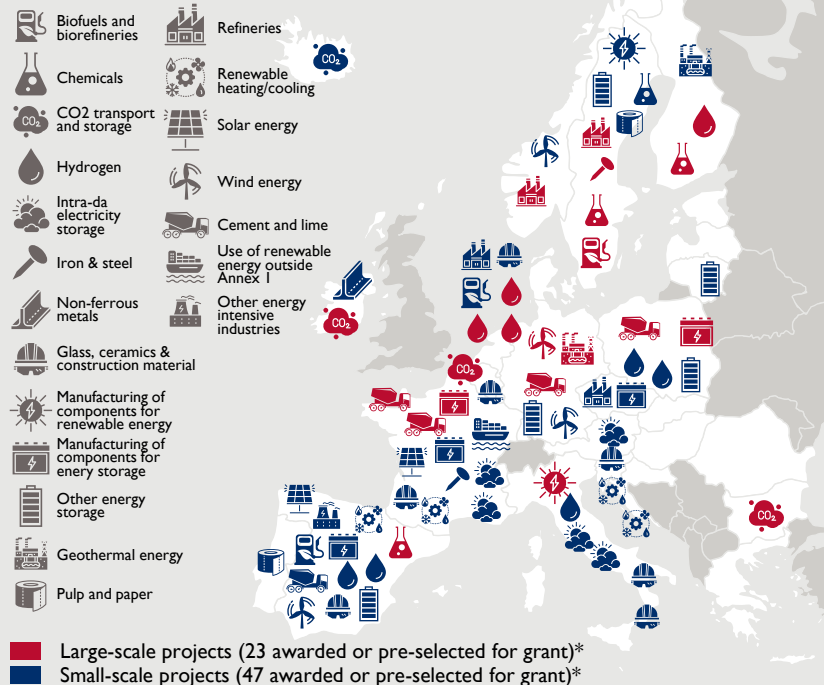 Biofuels and
biorefineries
Refineries
Chemicals
Renewable
heating/cooling
CO2 transport
and storage
CO₂
Solar energy
Hydrogen
Wind energy
Intra-da
electricity
storage
Cement and lime
Iron & steel
Use of renewable
energy outside
Annex 1
Non-ferrous
metals
Other energy
intensive
industries
Glass, ceramics &
construction material
Manufacturing of
components for
renewable energy
Manufacturing of
components for
enery storage
Other energy
storage
Geothermal energy
Pulp and paper
CO₂
CO₂
CO₂
CO₂
Large-scale projects (23 awarded or pre-selected for grant)*
Small-scale projects (47 awarded or pre-selected for grant)*